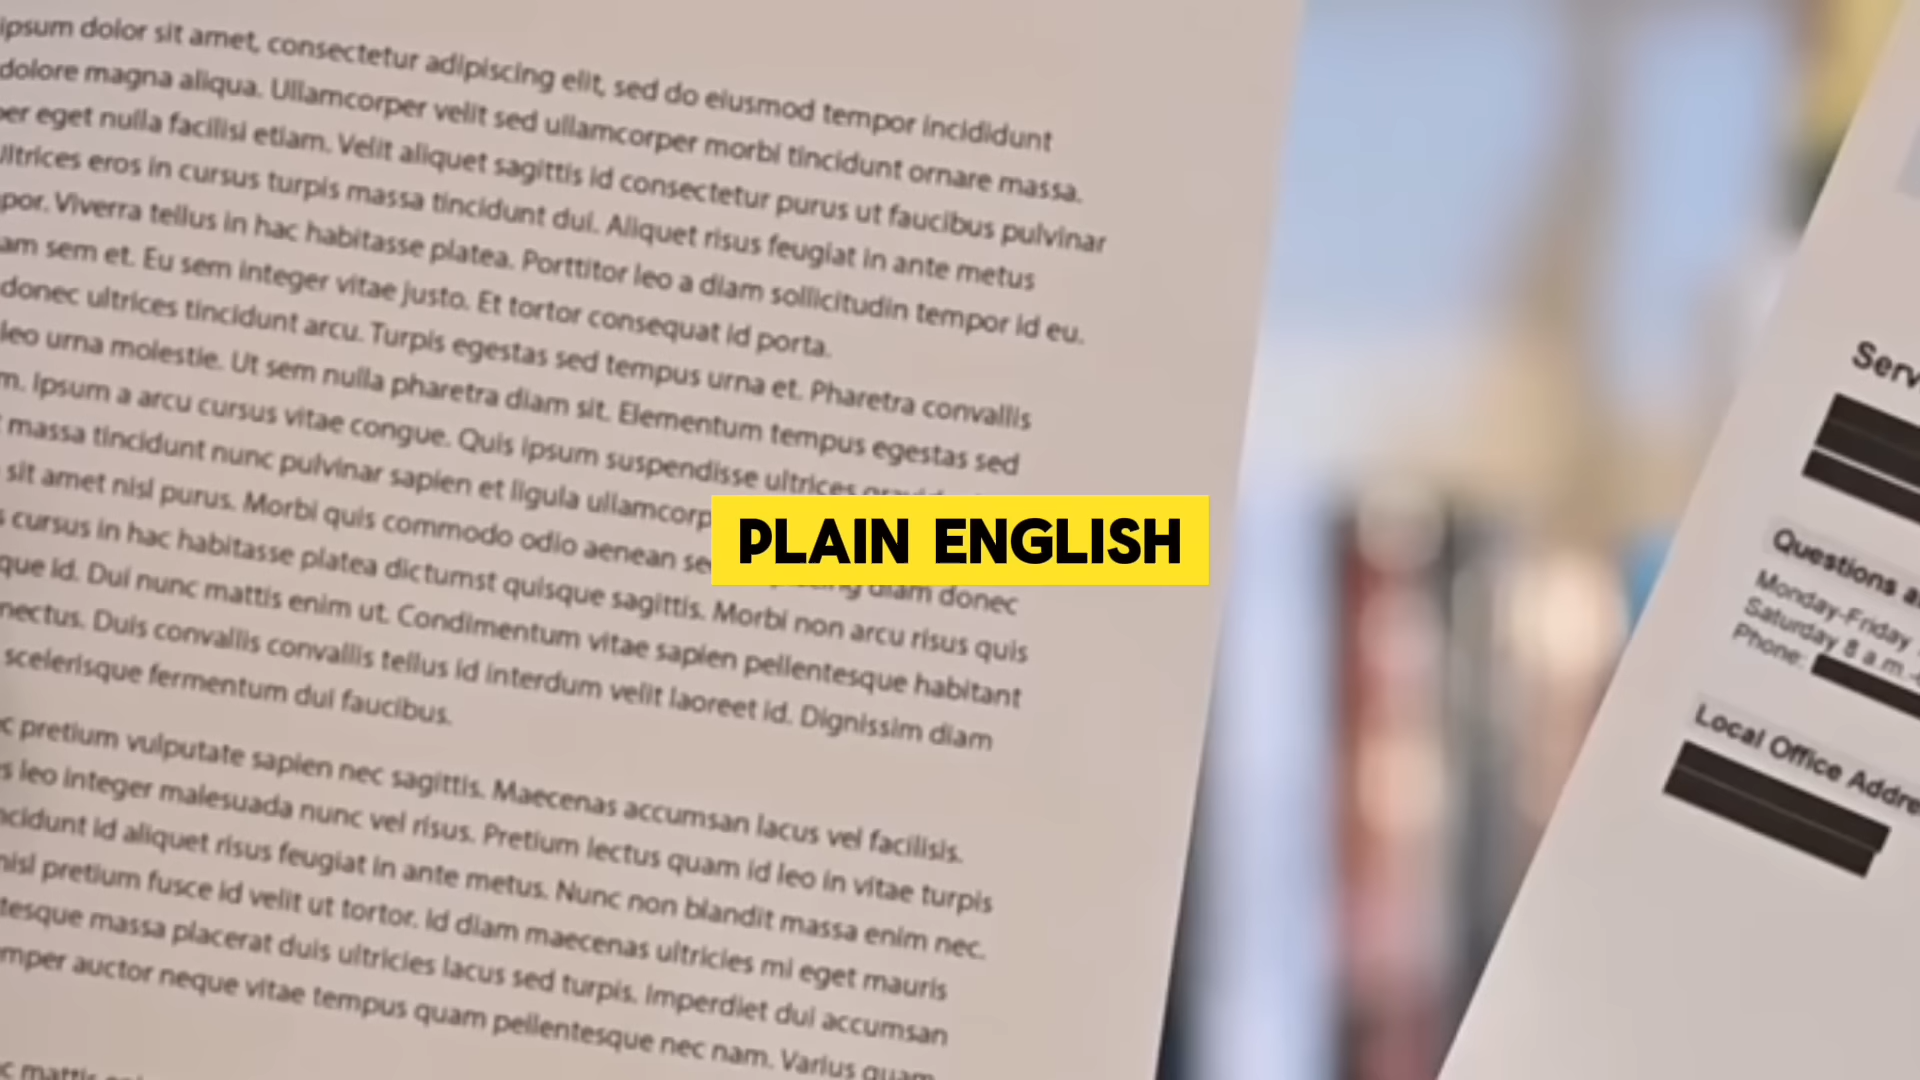 ipsum dolor sit amet, consectetur adipiscing elit, sed do eiusmod tempor incididunt
dolore magna aliqua. Ullamcorper velit sed ullamcorper morbi tincidunt ornare massa.
per eget nulla facilisi etiam. Velit aliquet sagittis id consectetur purus ut faucibus pulvinar
Ultrices eros in cursus turpis massa tincidunt dui. Aliquet risus feugiat in ante metus
por. Viverra tellus in hac habitasse platea. Porttitor leo a diam sollicitudin tempor id eu.
am sem et. Eu sem integer vitae justo. Et tortor consequat id porta.
donec ultrices tincidunt arcu. Turpis egestas sed tempus urna et. Pharetra convallis
leo urna molestie. Ut sem nulla pharetra diam sit. Elementum tempus egestas sed
m. Ipsum a arcu cursus vitae congue. Quis ipsum suspendisse ultrices
massa tincidunt nunc pulvinar sapien et ligula ullamcorp
sit amet nisl purus. Morbi quis commodo odio aenean se diam donec
s cursus in hac habitasse platea dictumst quisque sagittis. Morbi non arcu risus quis
que id. Dui nunc mattis enim ut. Condimentum vitae sapien pellentesque habitant
nectus. Duis convallis convallis tellus id interdum velit laoreet id. Dignissim diam
scelerisque fermentum dui faucibus.
c pretium vulputate sapien nec sagittis. Maecenas accumsan lacus vel facilisis.
s leo integer malesuada nunc vel risus. Pretium lectus quam id leo in vitae turpis
ncidunt id aliquet risus feugiat in ante metus. Nunc non blandit massa enim nec.
nisl pretium fusce id velit ut tortor. Id diam maecenas ultricies mi eget mauris
tesque massa placerat duis ultricies lacus sed turpis. Imperdiet dui accumsan
mper auctor neque vitae tempus quam pellentesque nec nam. Varius quam
c mattis
PLAIN ENGLISH
Serv
Questions a
Monday-Friday
Saturday 8 a.m.-
Phone:
Local Office Addre